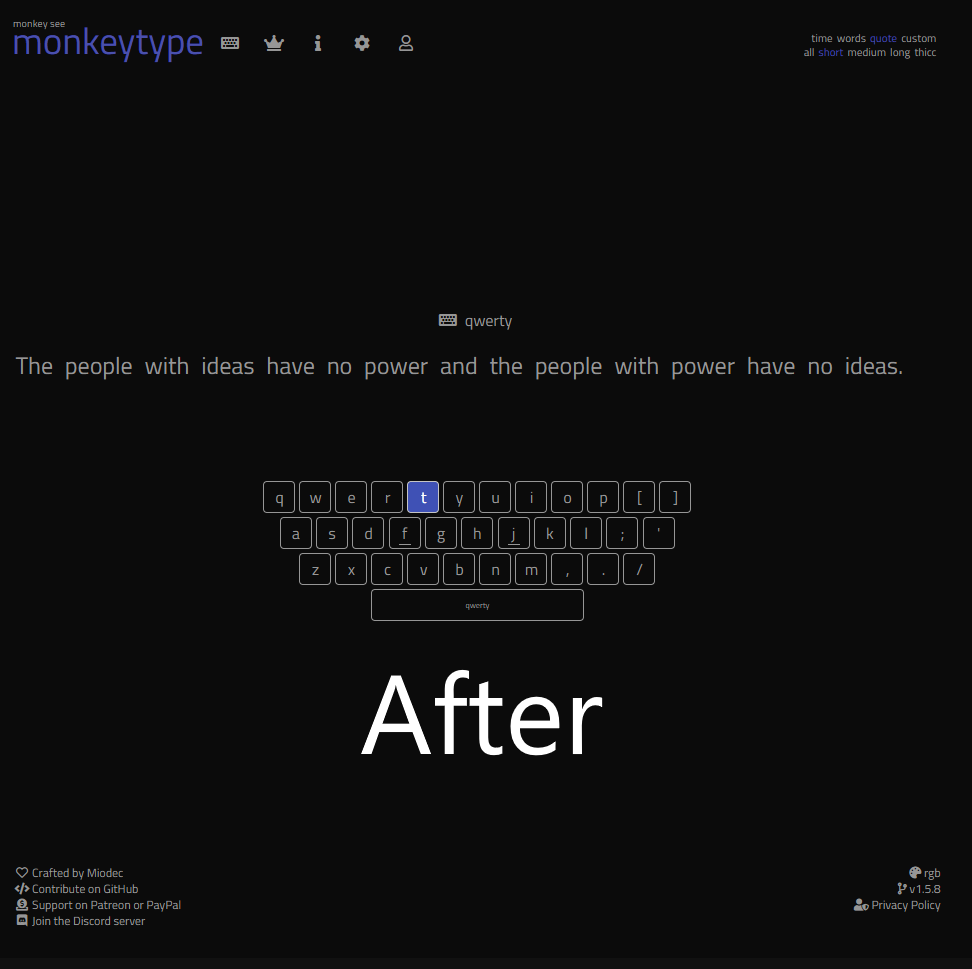 monkey see
monkeytype
time words quote custom
all short medium long thicc
qwerty
The people with ideas have no power and the people with power have no ideas.
q w e r t y u i o p [ ]
a s d f g h j k l ; '
z x c v b n m , . /
qwerty
After
Crafted by Miodec
Contribute on GitHub
Support on Patreon or PayPal
Join the Discord server
rgb
v1.5.8
Privacy Policy